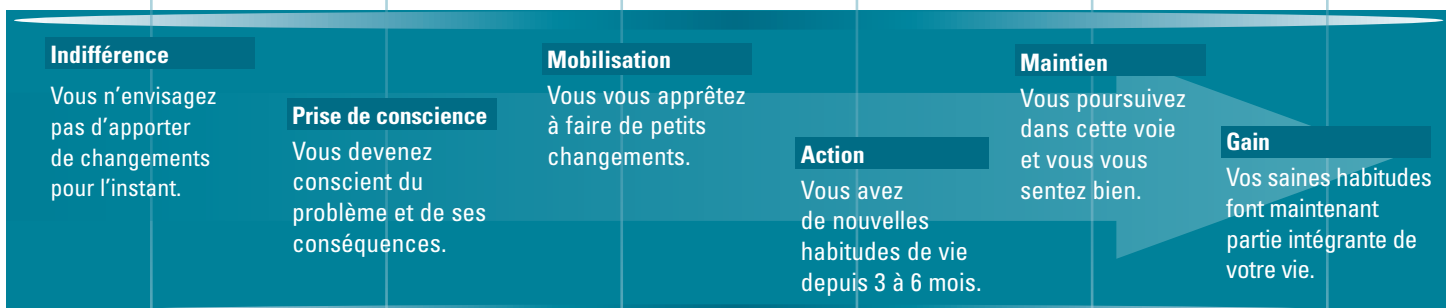 Indifférence
Vous n’envisagez
pas d’apporter
de changements
pour l’instant.
Prise de conscience
Vous devenez
conscient du
problème et de ses
conséquences.
Mobilisation
Vous vous apprêtez
à faire de petits
changements.
Action
Vous avez
de nouvelles
habitudes de vie
depuis 3 à 6 mois.
Maintien
Vous poursuivez
dans cette voie
et vous vous
sentez bien.
Gain
Vos saines habitudes
font maintenant
partie intégrante de
votre vie.